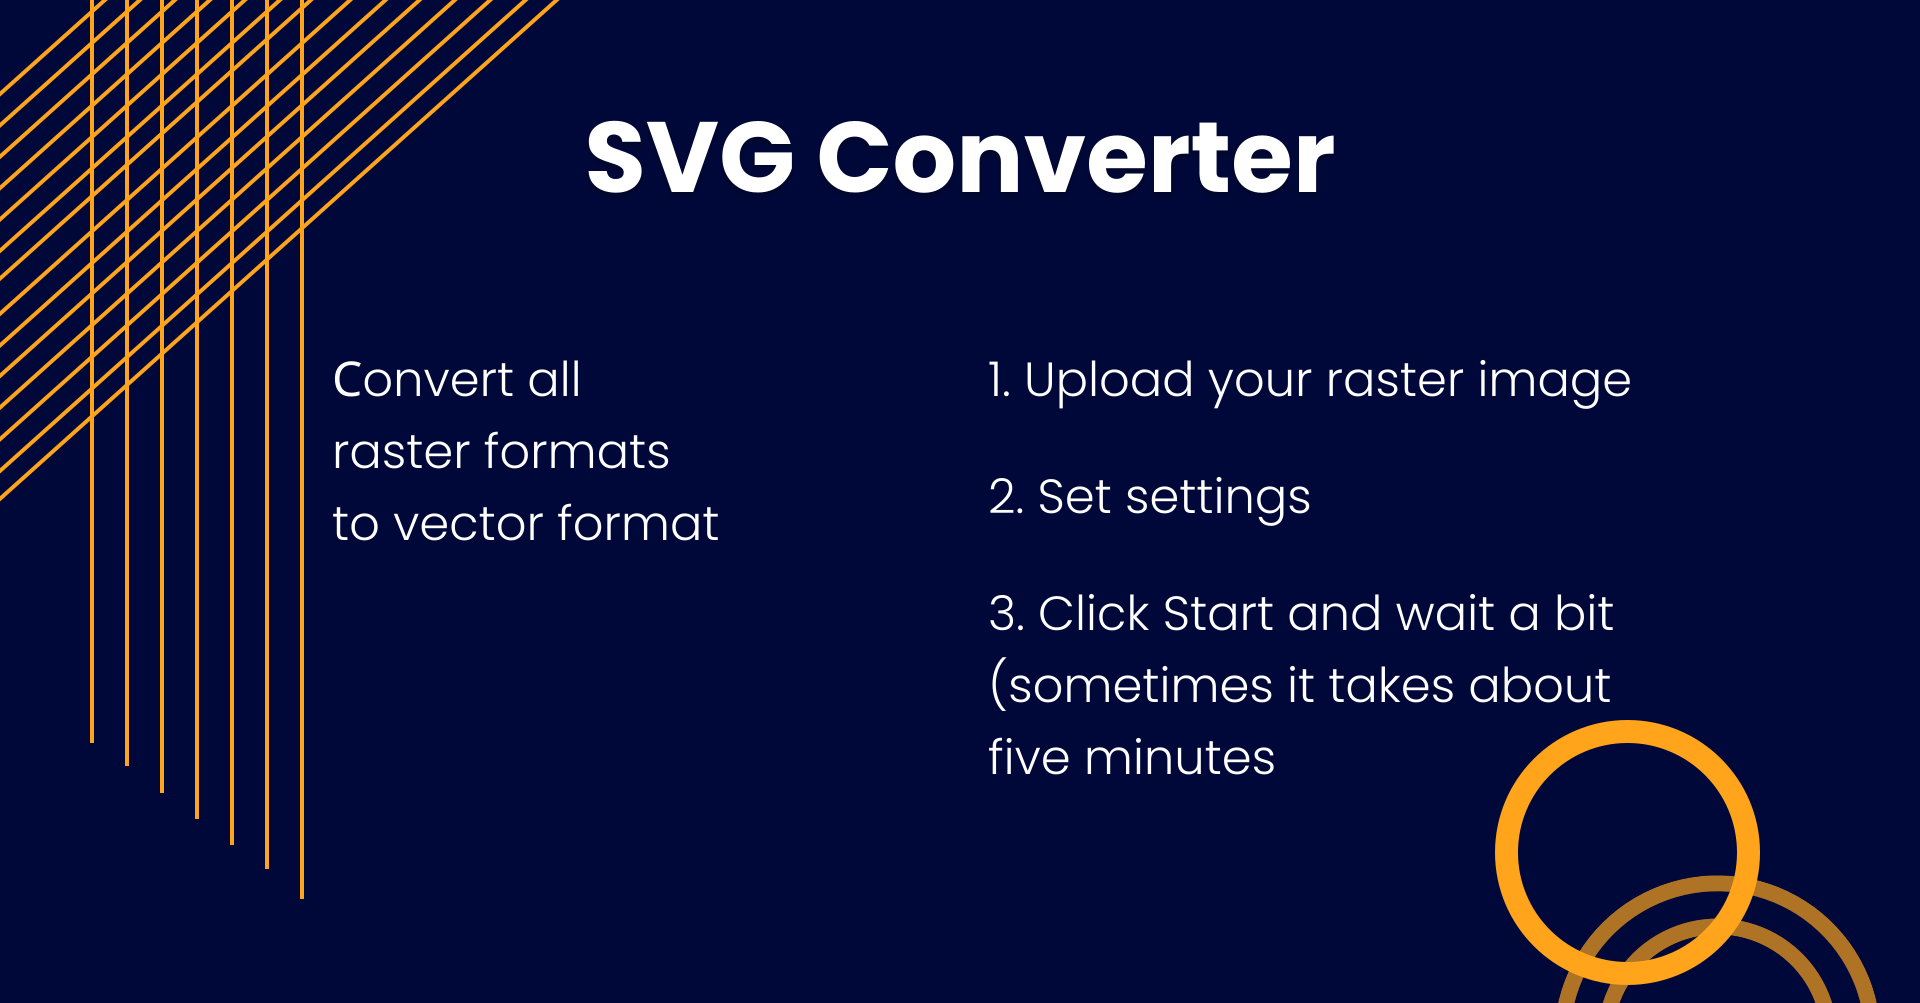 SVG Converter
Convert all
raster formats
to vector format
1. Upload your raster image
2. Set settings
3. Click Start and wait a bit
(sometimes it takes about
five minutes